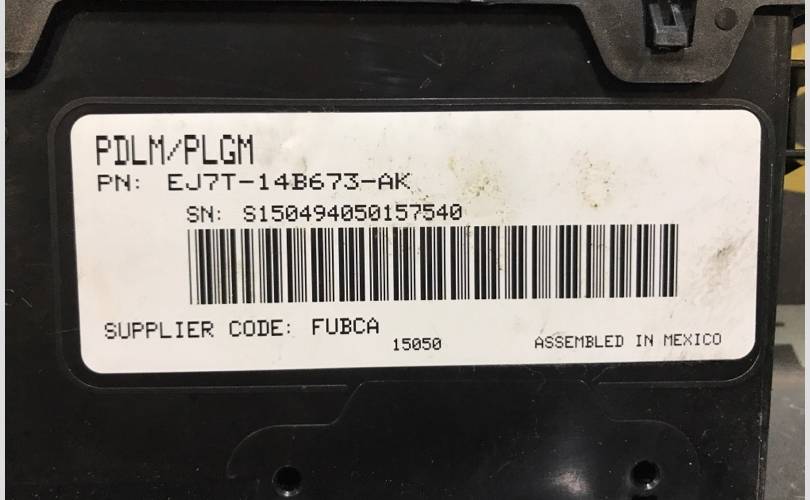 PDLM/PLGM
PN: EJ7T-14B673-AK
SN: S150494050157540
SUPPLIER CODE: FUBCA
15050
ASSEMBLED IN MEXICO